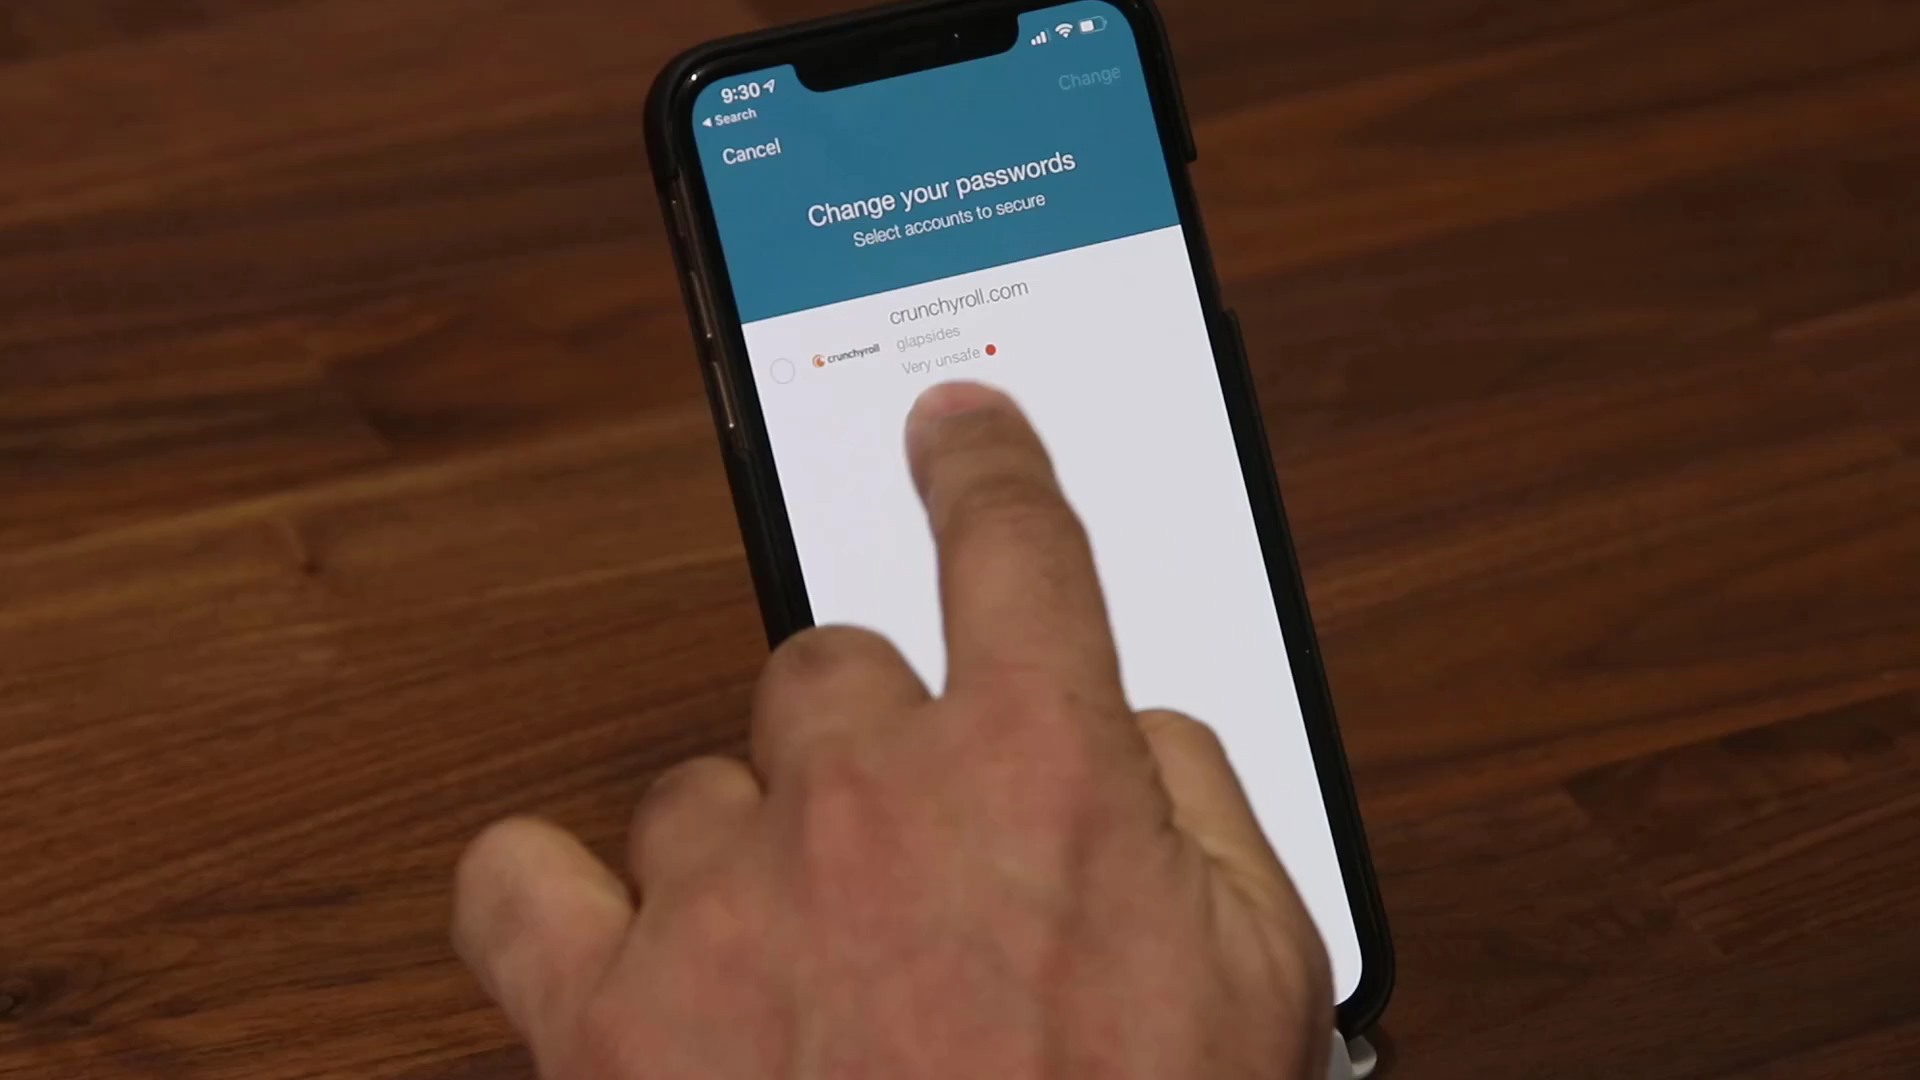 9:30
Search
Change
Cancel
Change your passwords
Select accounts to secure
crunchyroll.com
crunchyroll
glapsides
Very unsafe